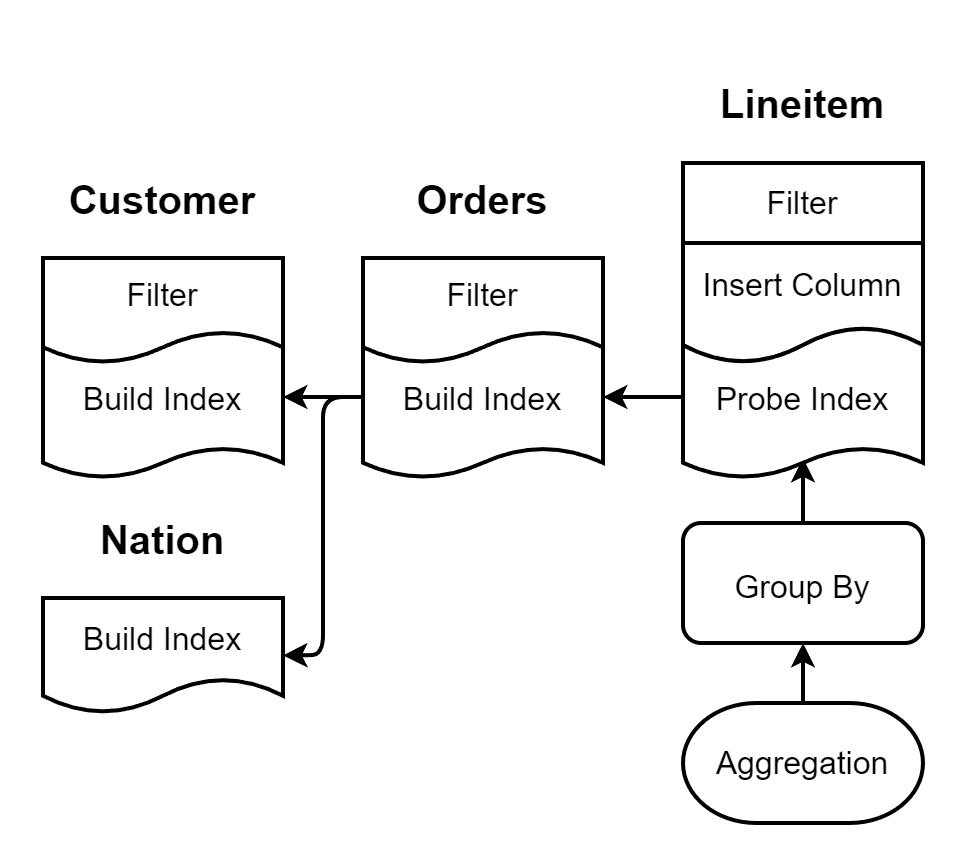 Customer
Filter
Build Index
Nation
Build Index
Orders
Filter
Build Index
Lineitem
Filter
Insert Column
Probe Index
Group By
Aggregation